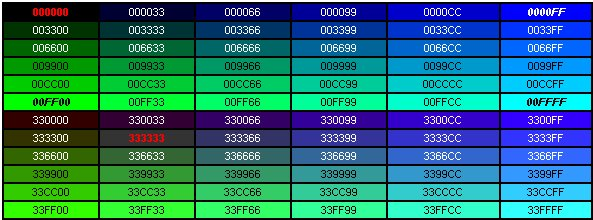 000000 000033 000066 000099 0000CC 0000FF
003300 003333 003366 003399 0033CC 0033FF
006600 006633 006666 006699 0066CC 0066FF
009900 009933 009966 009999 0099CC 0099FF
00CC00 00CC33 00CC66 00CC99 00CCCC 00CCFF
00FF00 00FF33 00FF66 00FF99 00FFCC 00FFFF
330000 330033 330066 330099 3300CC 3300FF
333300 333333 333366 333399 3333CC 3333FF
336600 336633 336666 336699 3366CC 3366FF
339900 339933 339966 339999 3399CC 3399FF
33CC00 33CC33 33CC66 33CC99 33CCCC 33CCFF
33FF00 33FF33 33FF66 33FF99 33FFCC 33FFFF